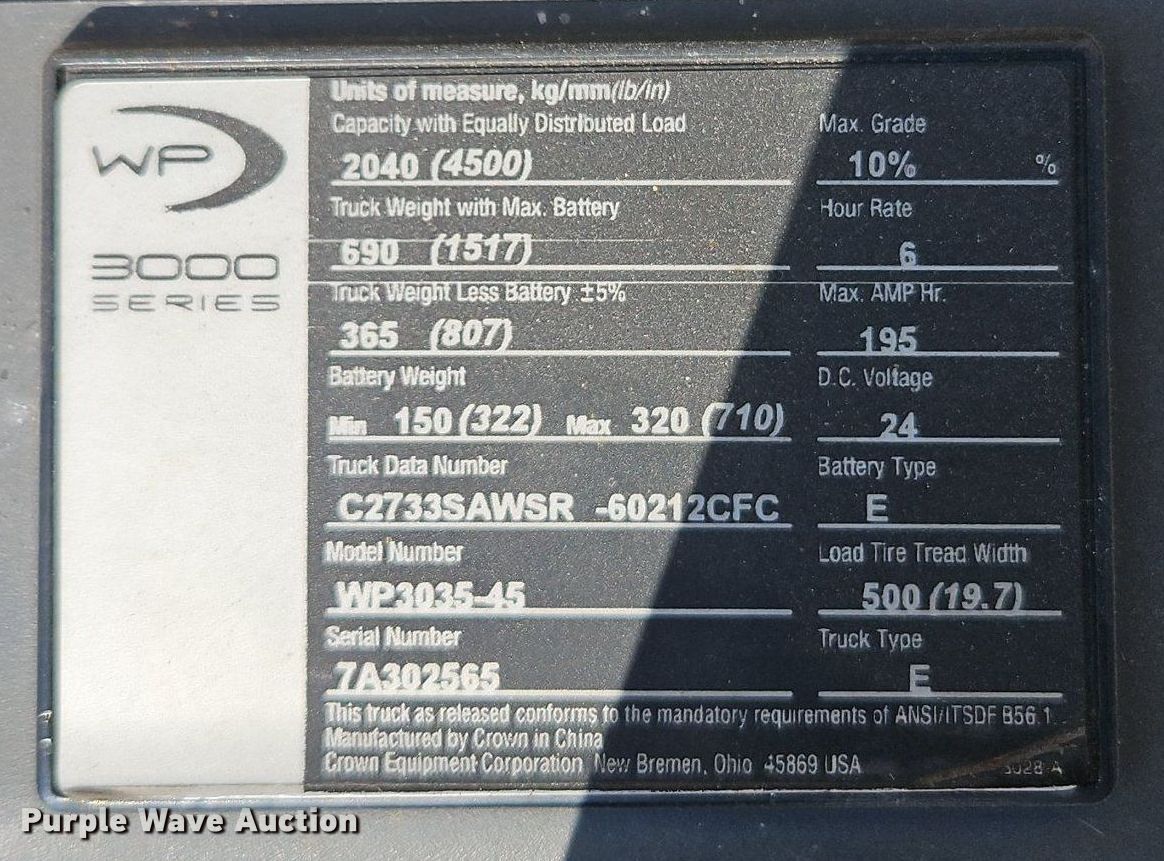 WP
3000
SERIES
Units of measure, kg/mm(lb/in)
Capacity with Equally Distributed Load
2040 (4500)
Truck Weight with Max. Battery
690 (1517)
Truck Weight Less Battery ±5%
365 (807)
Battery Weight
Min 150 (322) Max 320 (710)
Truck Data Number
C2733SAWSR -60212CFC
Model Number
WP3035-45
Serial Number
7A302565
Max. Grade
10% %
Hour Rate
6
Max. AMP Hr.
195
D.C. Voltage
24
Battery Type
E
Load Tire Tread Width
500 (19.7)
Truck Type
E
This truck as released conforms to the mandatory requirements of ANSI/ITSDF B56.1
Manufactured by Crown in China
Crown Equipment Corporation New Bremen, Ohio 45869 USA
Purple Wave Auction